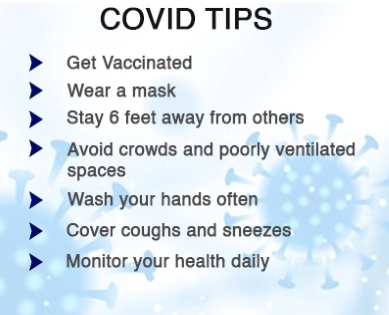 COVID TIPS
Get Vaccinated
Wear a mask
Stay 6 feet away from others
Avoid crowds and poorly ventilated
spaces
Wash your hands often
Cover coughs and sneezes
Monitor your health daily